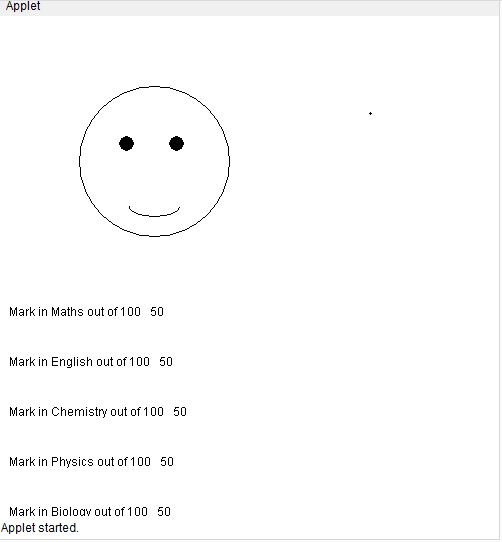 Applet
Mark in Maths out of 100 50
Mark in English out of 100 50
Mark in Chemistry out of 100 50
Mark in Physics out of 100 50
Mark in Biology out of 100 50
Applet started.